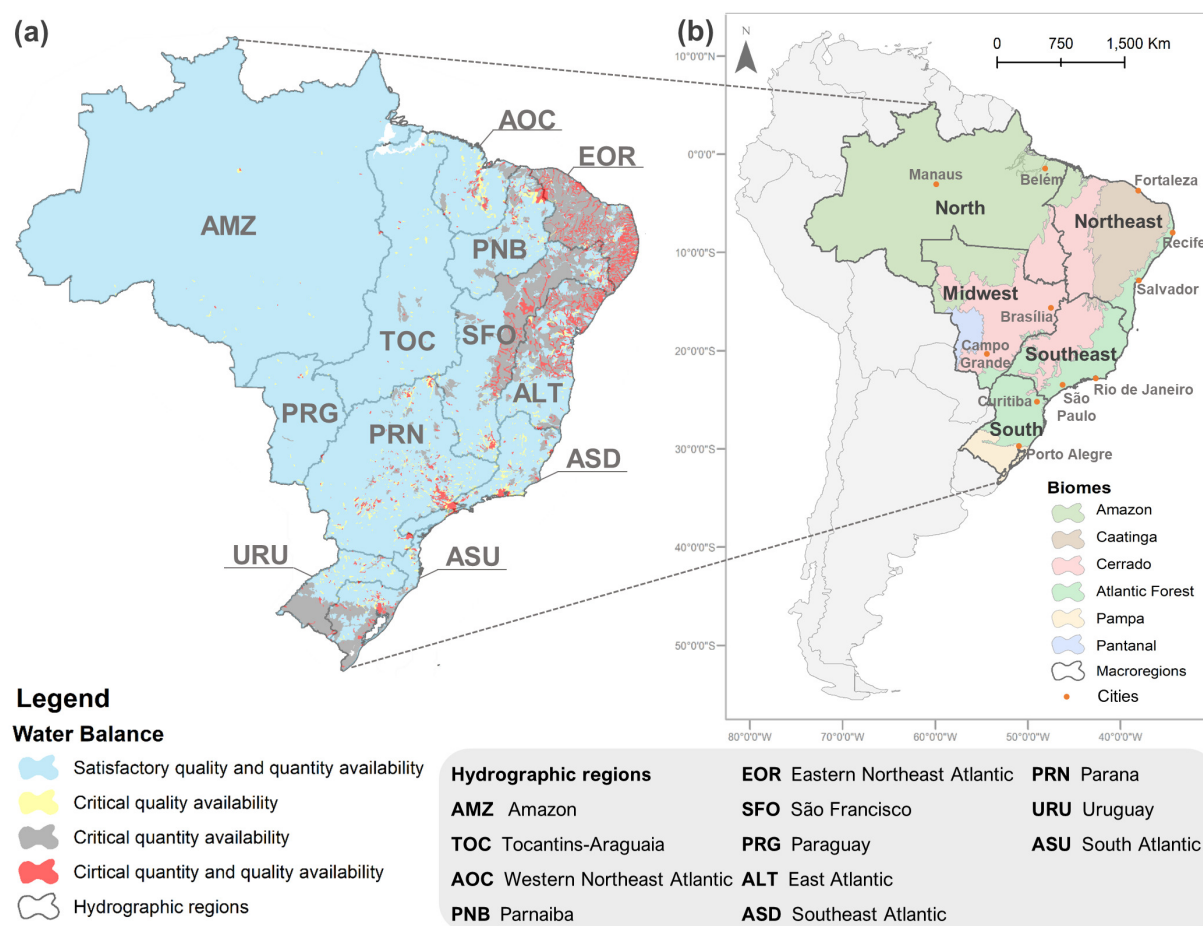 (a)
AOC
EOR
AMZ
PNB
TOC
SFO
PRG
PRN
ALT
ASD
URU
ASU
(b)
N
0 750 1,500 Km
10°0'0"N
0°0'0"
10°0'0"S
20°0'0"S
30°0'0"S
40°0'0"S
50°0'0"S
80°0'0"W 70°0'0"W 60°0'0"W 50°0'0"W 40°0'0"W
Manaus
Belém
Fortaleza
North
Northeast
Recife
Midwest
Salvador
Brasília
Campo
Grande
Southeast
Rio de Janeiro
Curitiba
São
Paulo
South
Porto Alegre
Biomes
Amazon
Caatinga
Cerrado
Atlantic Forest
Pampa
Pantanal
Macroregions
Cities
Legend
Water Balance
Satisfactory quality and quantity availability
Critical quality availability
Critical quantity availability
Cirtical quantity and quality availability
Hydrographic regions
Hydrographic regions
AMZ Amazon
TOC Tocantins-Araguaia
AOC Western Northeast Atlantic
PNB Parnaiba
EOR Eastern Northeast Atlantic
SFO São Francisco
PRG Paraguay
ALT East Atlantic
ASD Southeast Atlantic
PRN Parana
URU Uruguay
ASU South Atlantic